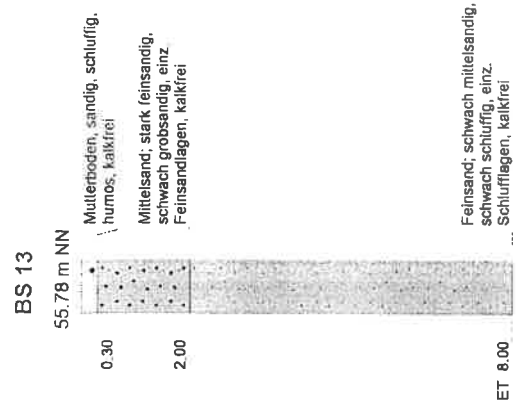 BS 13
55.78 m NN
0.30
Mutterboden, sandig, schluffig,
humos, kalkfrei
Mittelsand; stark feinsandig,
schwach grobsandig, einz.
Feinsandlagen, kalkfrei
2.00
Feinsand; schwach mittelsandig,
schwach schluffig, einz.
Schlufflagen, kalkfrei
ET 8.00